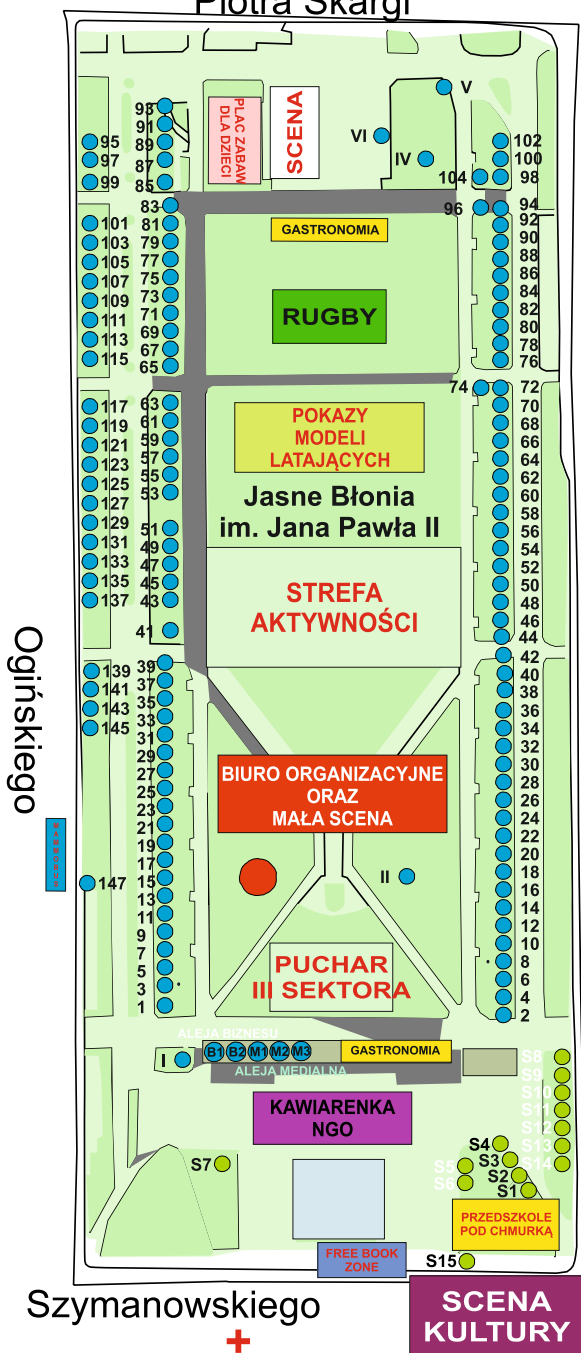 Piotra Skargi
V
93
PLAC ZABAW
DLA DZIECI
SCENA
91
VI
95
89
102
97
87
IV
100
99
85
104
98
83
96
94
101
81
GASTRONOMIA
92
103
79
90
105
77
88
107
75
86
109
73
84
111
71
RUGBY
82
113
69
80
115
67
78
65
76
74
72
117
63
70
119
61
POKAZY
MODELI
LATAJĄCYCH
68
121
59
66
123
57
64
125
55
62
127
53
Jasne Błonia
im. Jana Pawła II
60
129
51
58
131
49
56
133
47
54
135
45
52
137
43
50
STREFA
AKTYWNOŚCI
48
41
46
44
Ogińskiego
139
39
42
141
37
40
143
35
38
145
33
36
31
34
29
32
27
30
BIURO ORGANIZACYJNE
ORAZ
MAŁA SCENA
25
28
23
26
21
24
19
22
17
20
147
15
II
18
13
16
11
14
9
12
7
10
5
8
3
6
1
4
2
PUCHAR
III SEKTORA
ALEJA BIZNESU
I
B1
B2
M1
M2
M3
GASTRONOMIA
ALEJA MEDIALNA
S8
S9
S10
S11
S12
S13
S14
KAWIARENKA
NGO
S4
S3
S7
S5
S2
S6
S1
PRZEDSZKOLE
POD CHMURKĄ
FREE BOOK
ZONE
S15
Szymanowskiego
SCENA
KULTURY